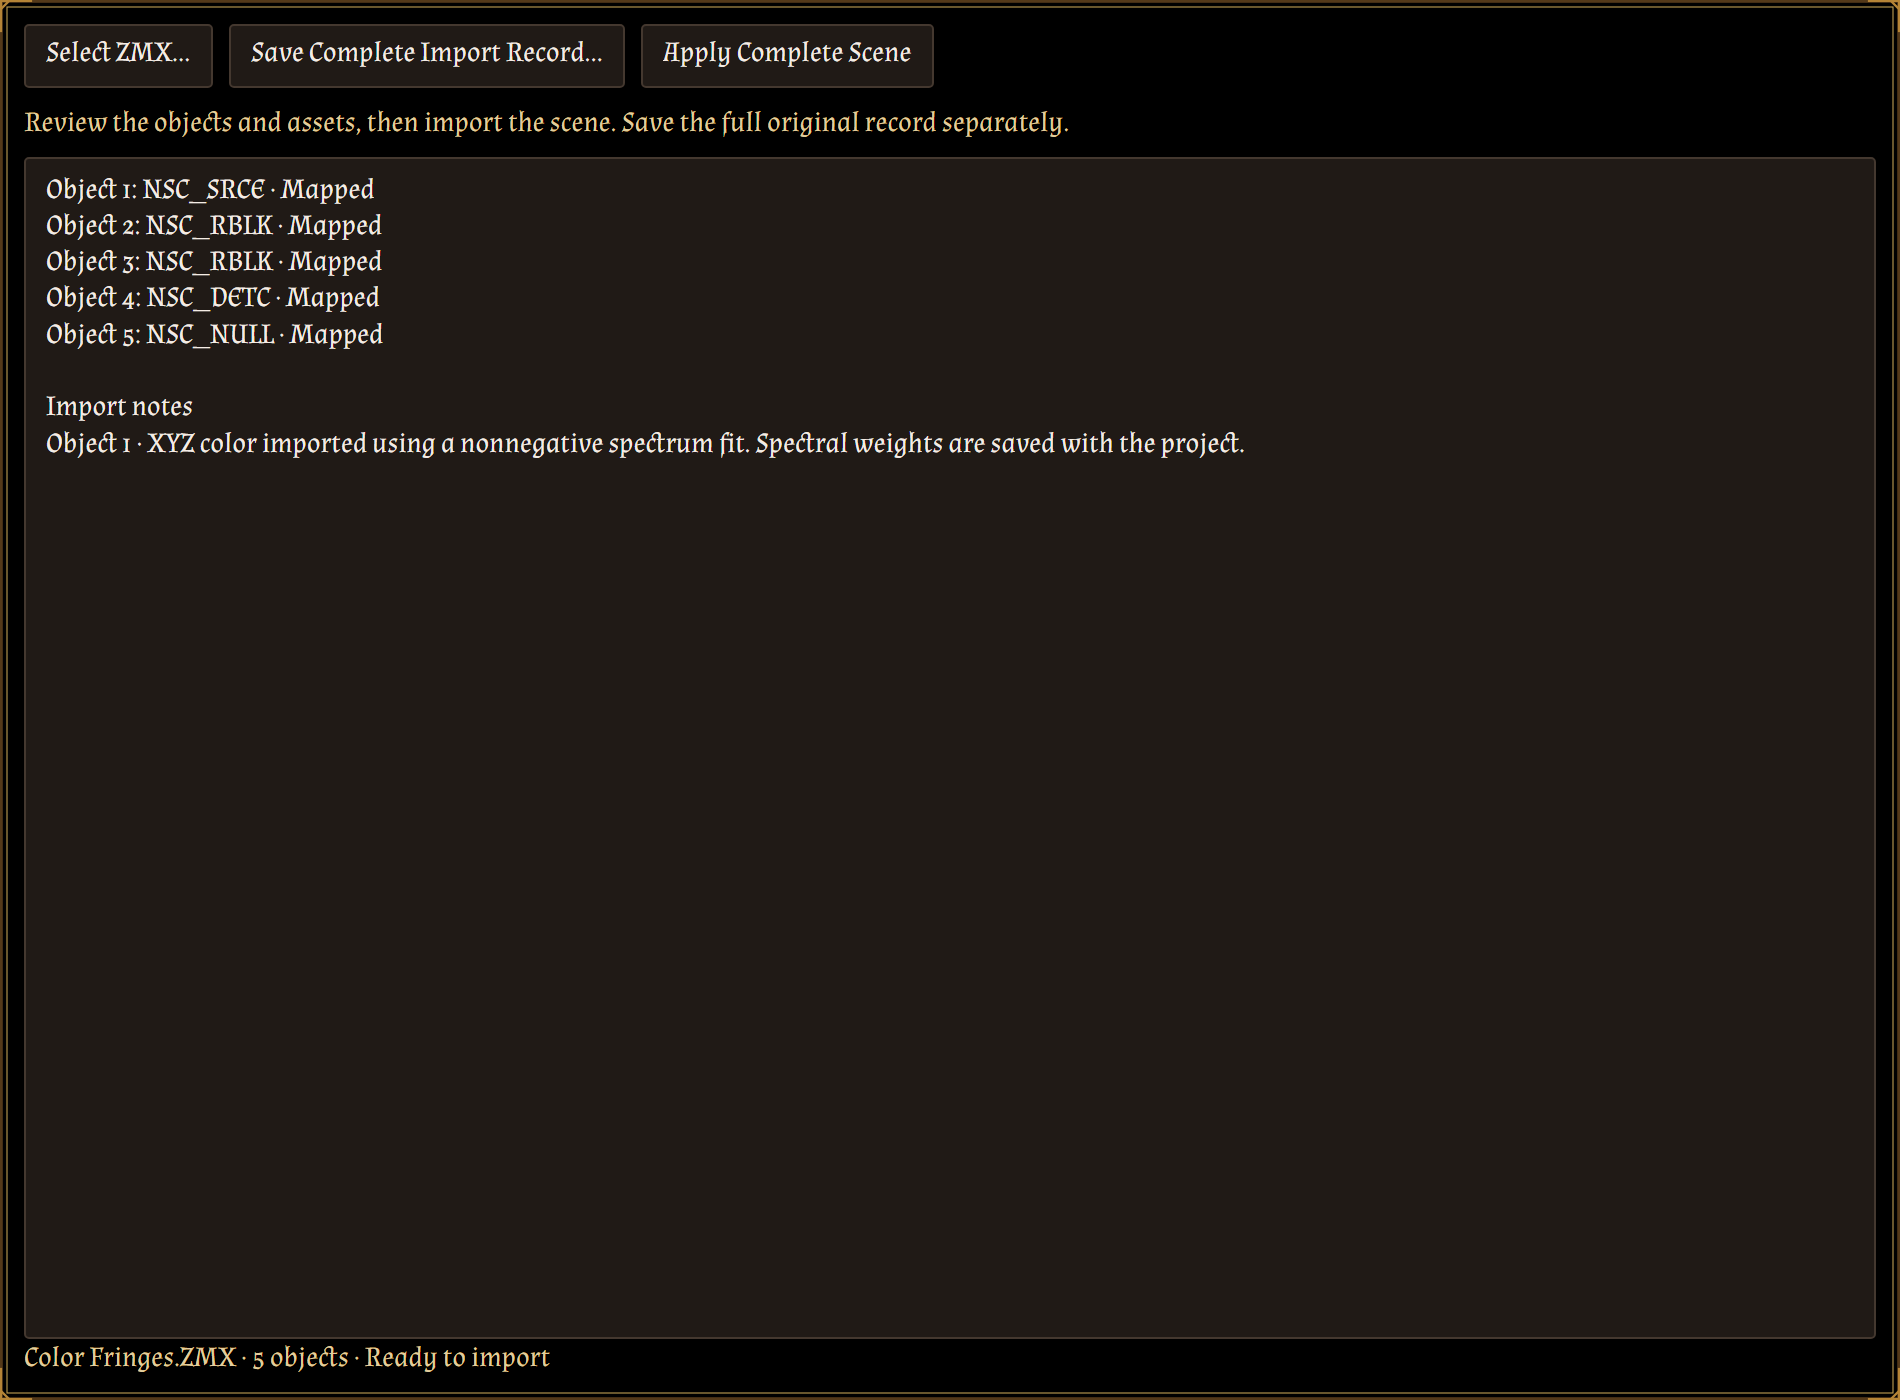 Select ZMX...
Save Complete Import Record...
Apply Complete Scene
Review the objects and assets, then import the scene. Save the full original record separately.
Object 1: NSC_SRCE · Mapped
Object 2: NSC_RBLK · Mapped
Object 3: NSC_RBLK · Mapped
Object 4: NSC_DETC · Mapped
Object 5: NSC_NULL · Mapped
Import notes
Object 1 · XYZ color imported using a nonnegative spectrum fit. Spectral weights are saved with the project.
Color Fringes.ZMX · 5 objects · Ready to import